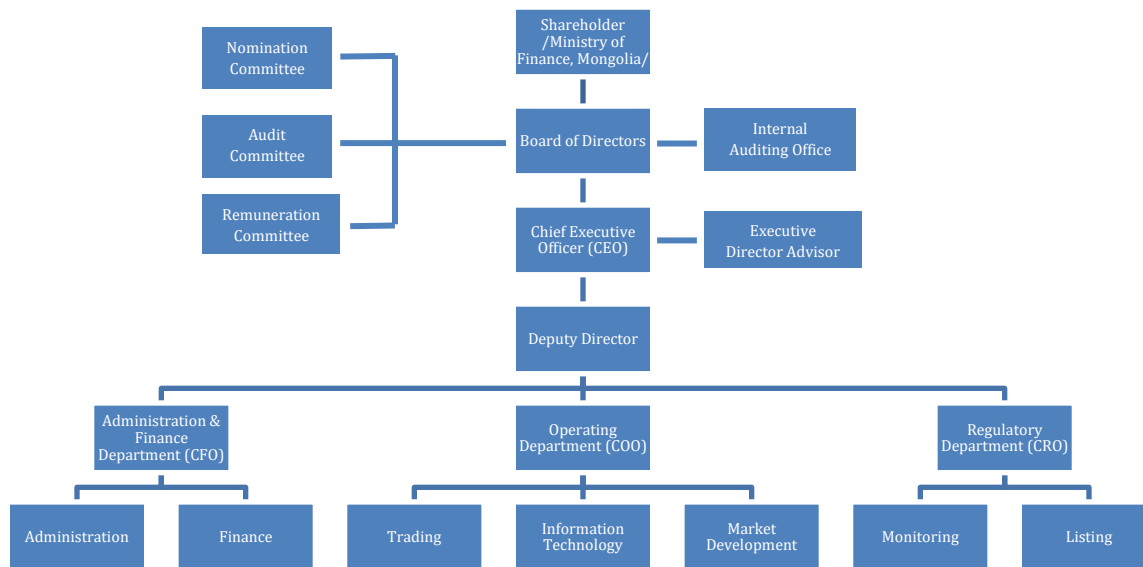 Shareholder
/Ministry of
Finance, Mongolia/
Nomination
Committee
Audit
Committee
Remuneration
Committee
Board of Directors
Internal
Auditing Office
Chief Executive
Officer (CEO)
Executive
Director Advisor
Deputy Director
Administration &
Finance
Department (CFO)
Operating
Department (COO)
Regulatory
Department (CRO)
Administration
Finance
Trading
Information
Technology
Market
Development
Monitoring
Listing